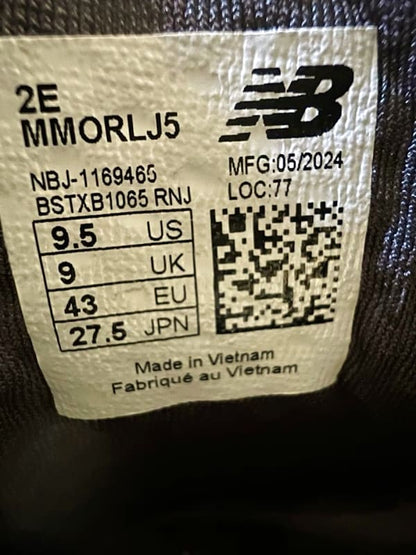 2E
MMORLJ5
NB
NBJ-1169465
BSTXB1065 RNJ
MFG:05/2024
LOC:77
9.5 US
9 UK
43 EU
27.5 JPN
Made in Vietnam
Fabriqué au Vietnam